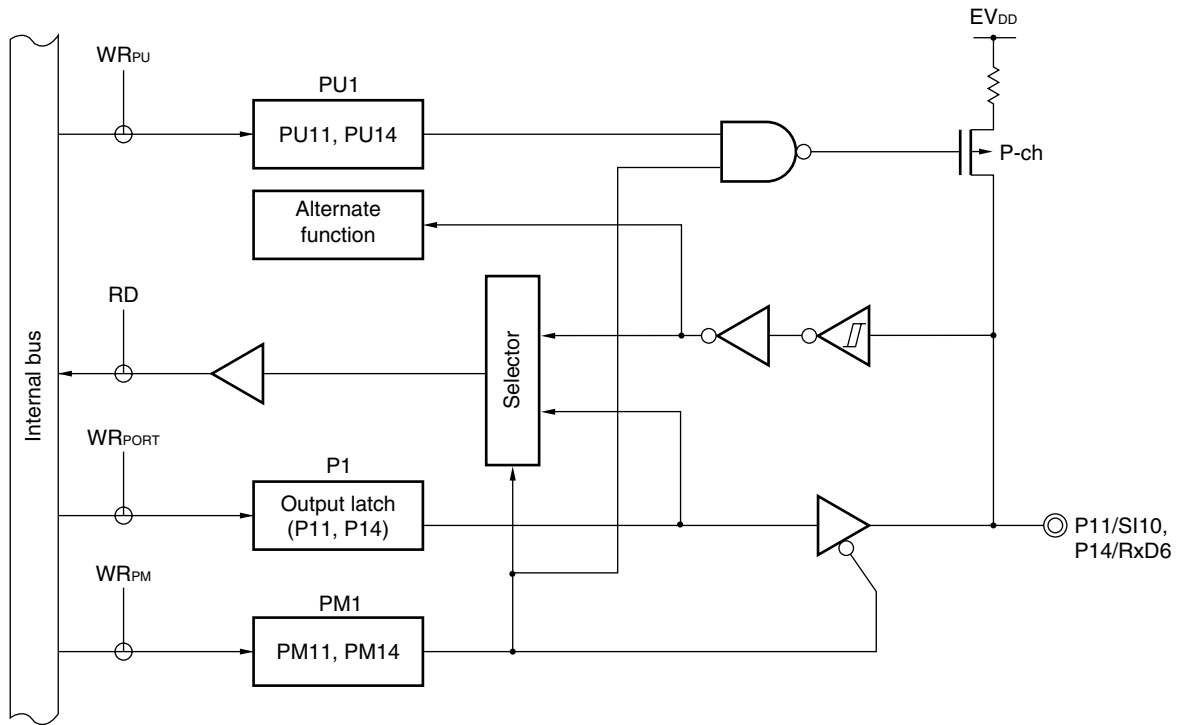 EVDD
WRPU
PU1
PU11, PU14
P-ch
Alternate
function
RD
Selector
Internal bus
WRPORT
P1
Output latch
(P11, P14)
P11/SI10,
P14/RxD6
WRPM
PM1
PM11, PM14